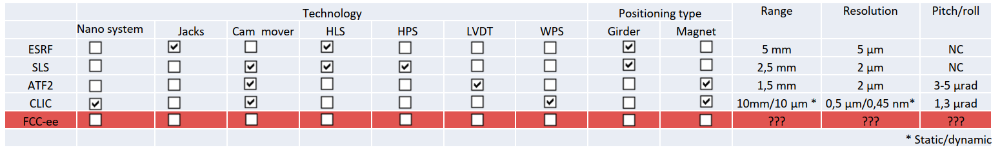 Technology Positioning type Range Resolution Pitch/roll
Nano system Jacks Cam mover HLS HPS LVDT WPS Girder Magnet
ESRF ☐ ☑ ☐ ☑ ☐ ☐ ☐ ☑ ☐ 5 mm 5 µm NC
SLS ☐ ☐ ☑ ☑ ☑ ☐ ☐ ☑ ☐ 2,5 mm 2 µm NC
ATF2 ☐ ☐ ☑ ☐ ☐ ☑ ☐ ☐ ☑ 1,5 mm 2 µm 3-5 µrad
CLIC ☑ ☐ ☑ ☐ ☐ ☐ ☑ ☐ ☑ 10mm/10 µm * 0,5 µm/0,45 nm* 1,3 µrad
FCC-ee ☐ ☐ ☐ ☐ ☐ ☐ ☐ ☐ ☐ ??? ??? ???
* Static/dynamic